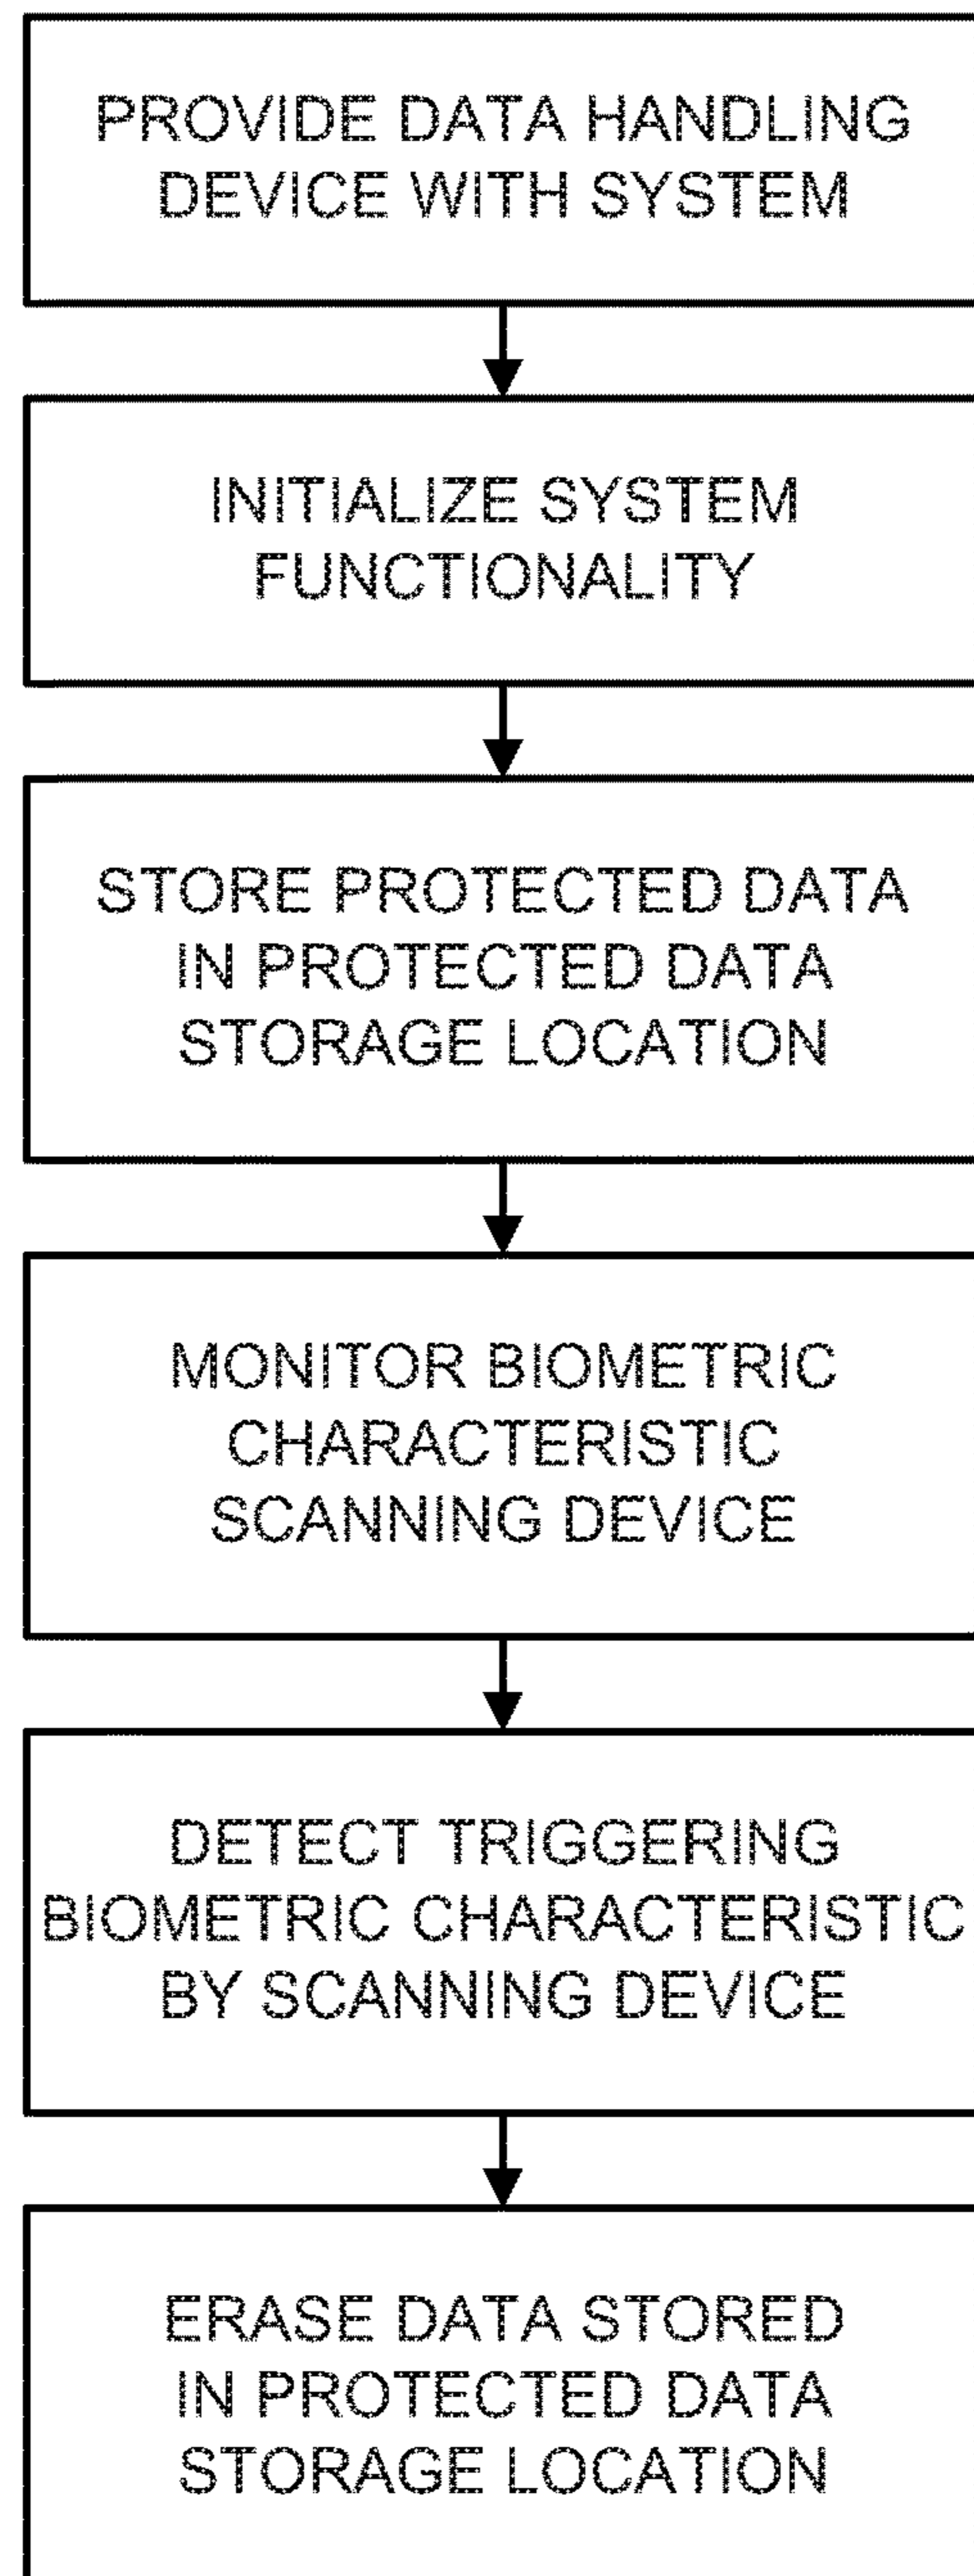 PROVIDE DATA HANDLING
DEVICE WITH SYSTEM
INITIALIZE SYSTEM
FUNCTIONALITY
STORE PROTECTED DATA
IN PROTECTED DATA
STORAGE LOCATION
MONITOR BIOMETRIC
CHARACTERISTIC
SCANNING DEVICE
DETECT TRIGGERING
BIOMETRIC CHARACTERISTIC
BY SCANNING DEVICE
ERASE DATA STORED
IN PROTECTED DATA
STORAGE LOCATION